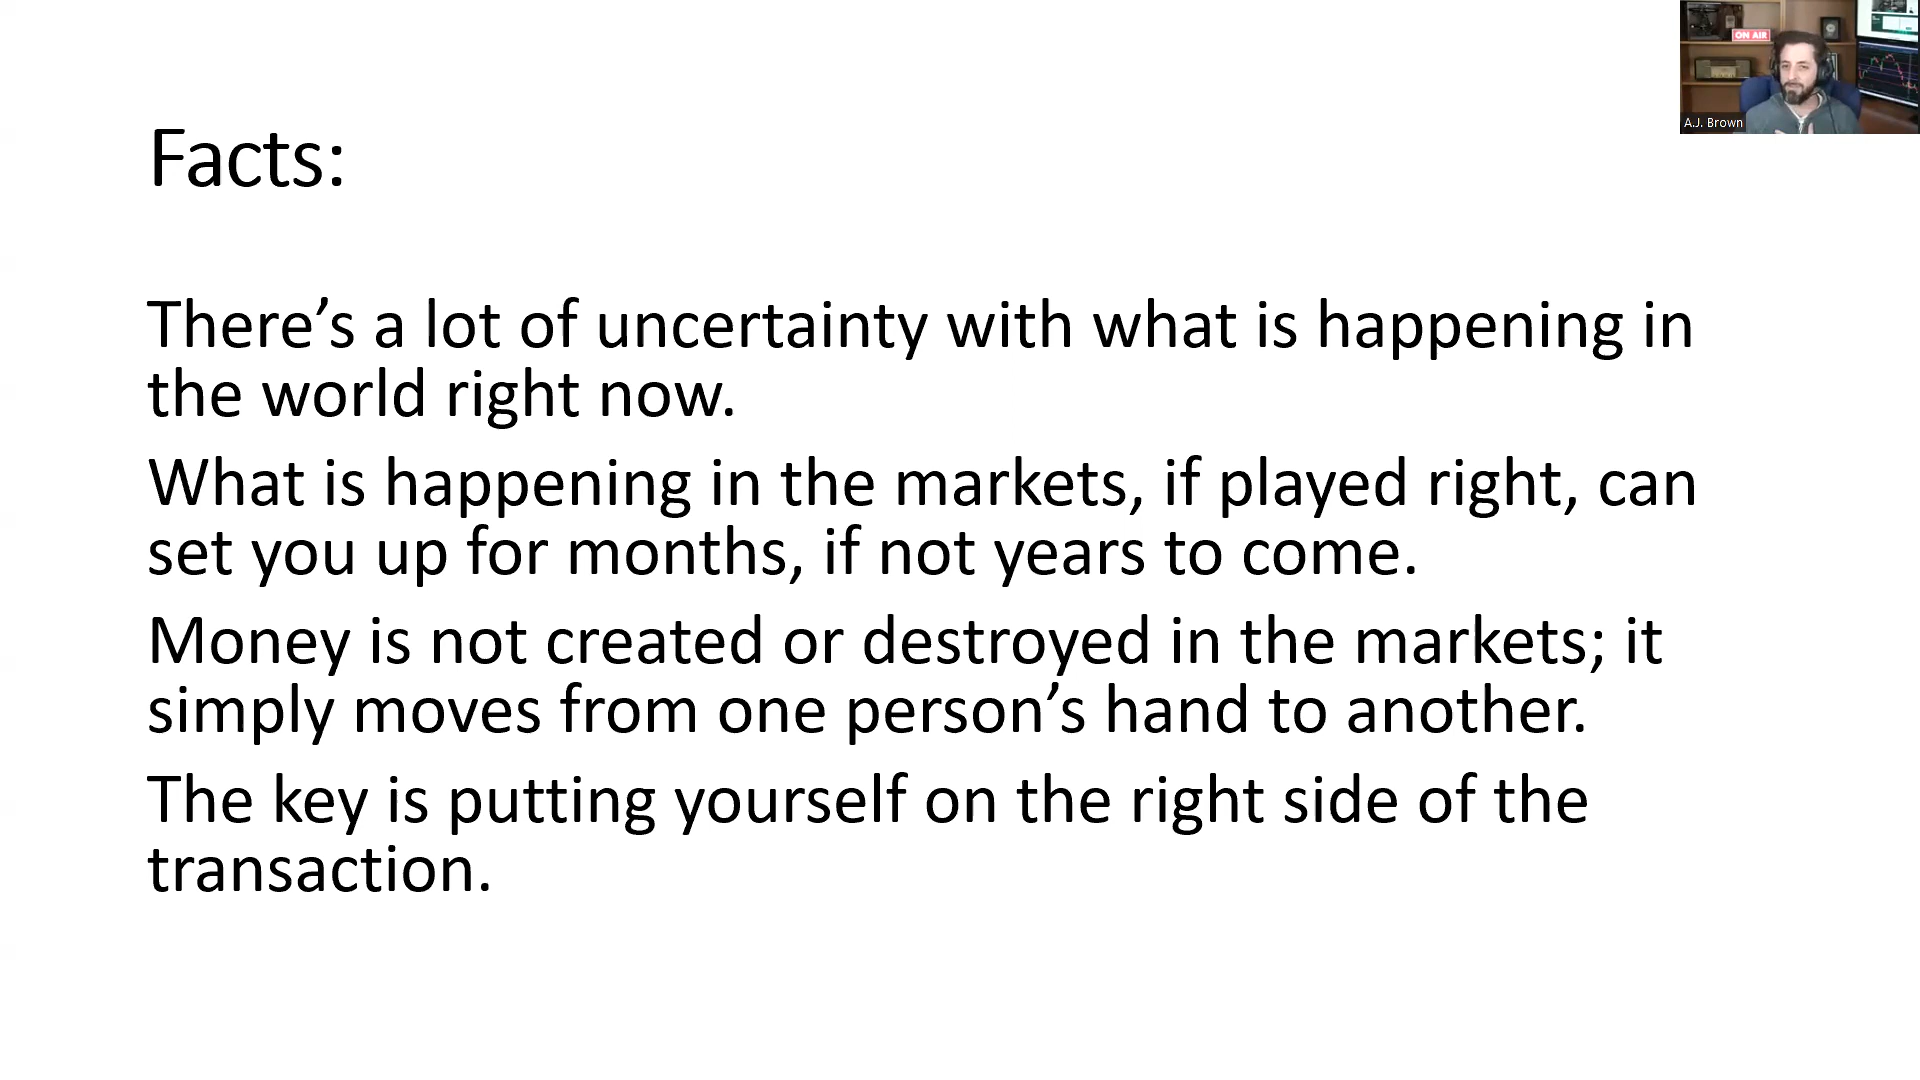 ON AIR
A.J. Brown
Facts:
There’s a lot of uncertainty with what is happening in
the world right now.
What is happening in the markets, if played right, can
set you up for months, if not years to come.
Money is not created or destroyed in the markets; it
simply moves from one person’s hand to another.
The key is putting yourself on the right side of the
transaction.